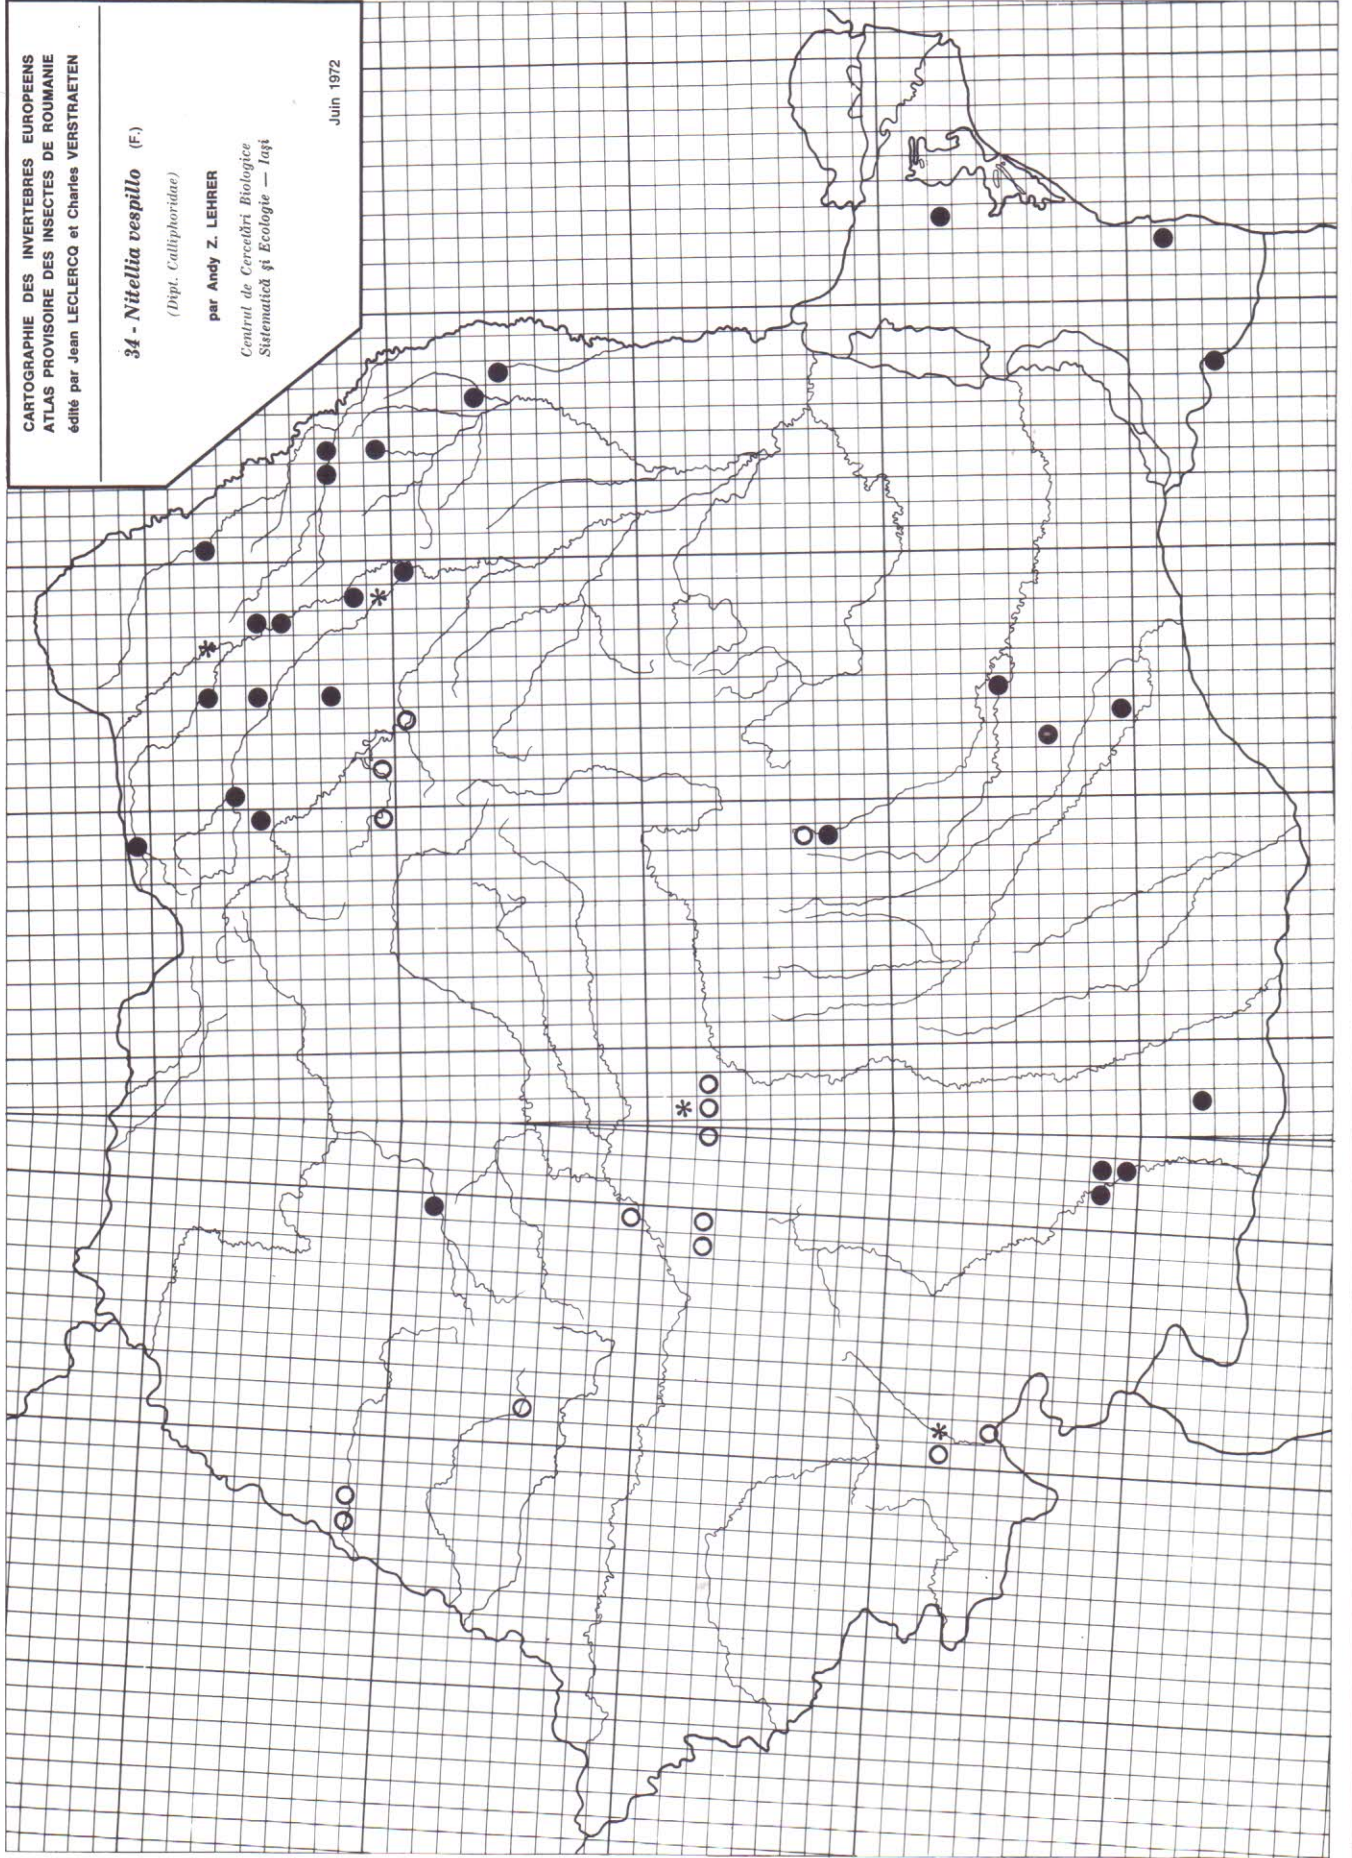 CARTOGRAPHIE DES INVERTEBRES EUROPEENS
ATLAS PROVISOIRE DES INSECTES DE ROUMANIE
édité par Jean LECLERCQ et Charles VERSTRAETEN
34 - Nitellia vespillo (F.)
(Dipt. Calliphoridae)
par Andy Z. LEHRER
Centrul de Cercetări Biologice
Sistematică şi Ecologie — Iaşi
Juin 1972